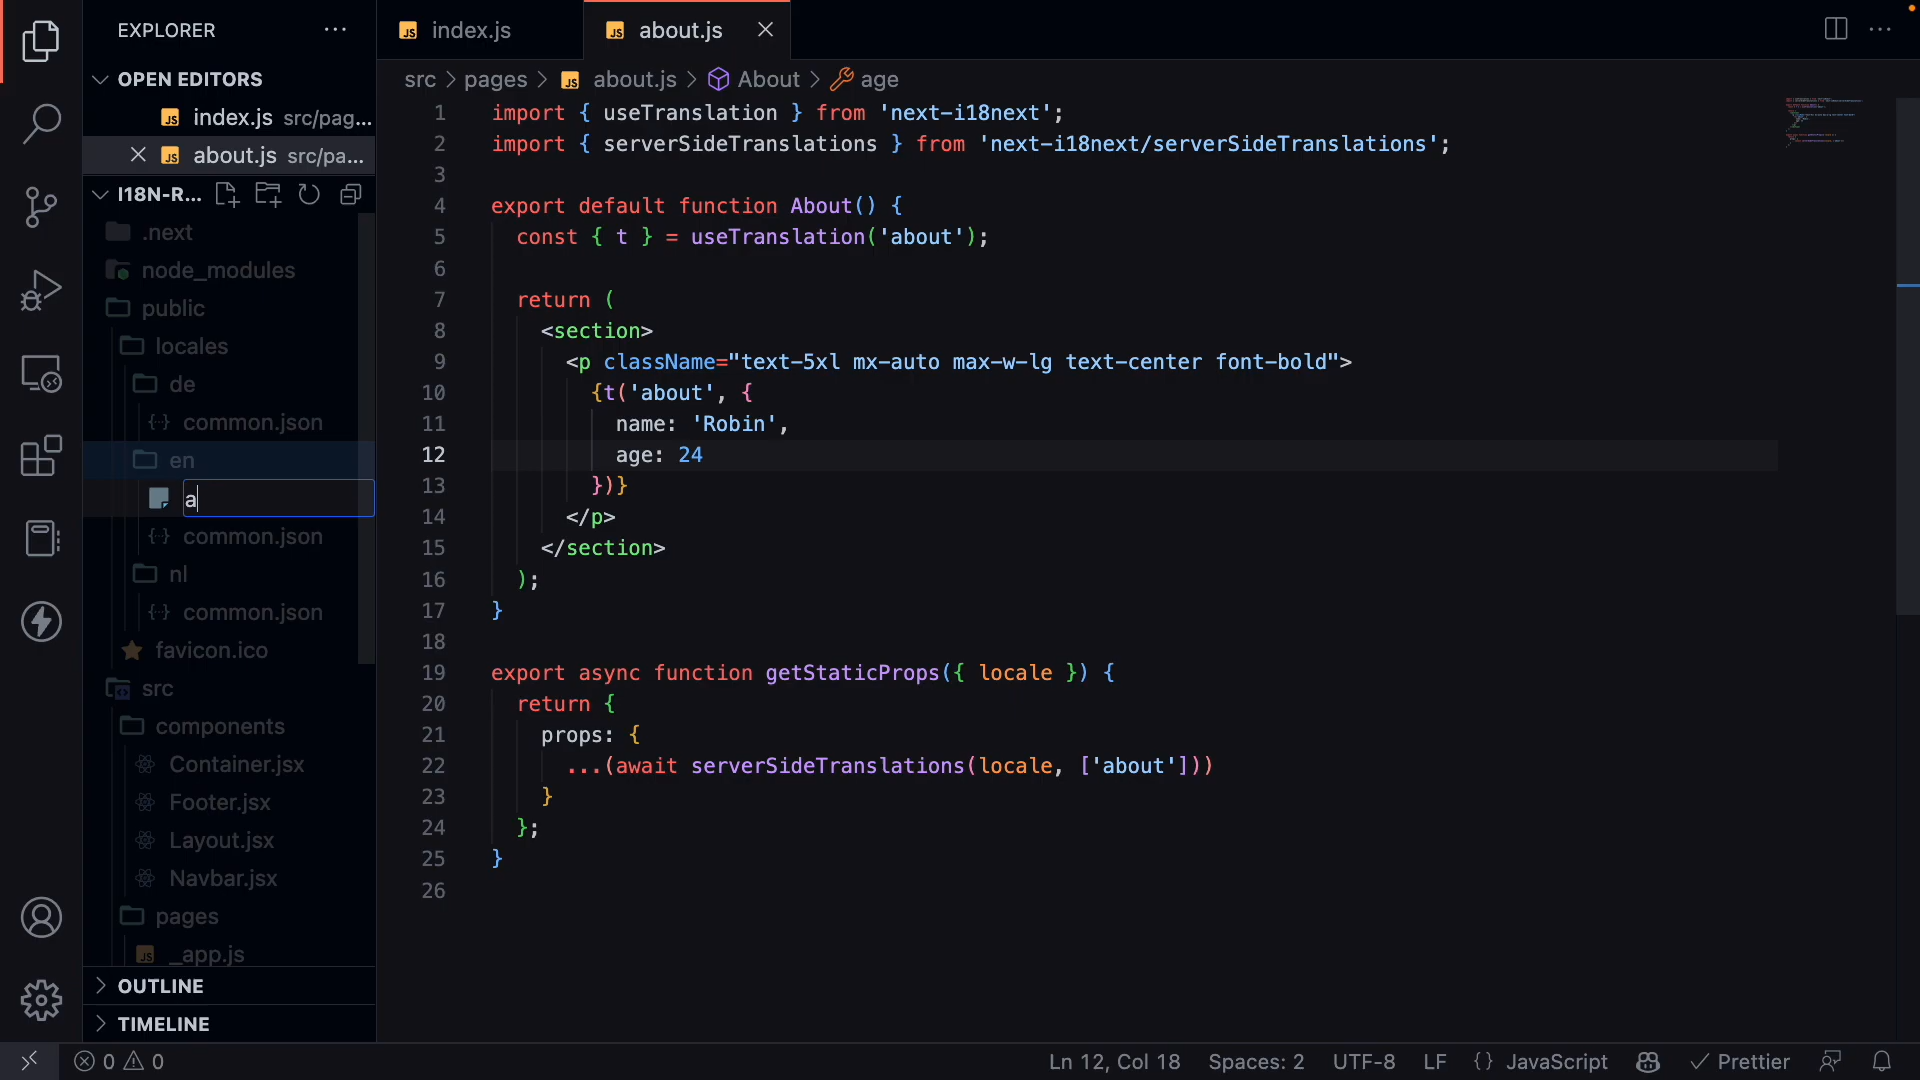 EXPLORER
OPEN EDITORS
index.js src/pag...
about.js src/pa...
I18N-R...
.next
node_modules
public
locales
de
common.json
en
a
common.json
nl
common.json
favicon.ico
src
components
Container.jsx
Footer.jsx
Layout.jsx
Navbar.jsx
pages
_app.js
OUTLINE
TIMELINE
index.js
about.js
src > pages > JS about.js > About > age
1 import { useTranslation } from 'next-i18next';
2 import { serverSideTranslations } from 'next-i18next/serverSideTranslations';
3
4 export default function About() {
5 const { t } = useTranslation('about');
6
7 return (
8 <section>
9 <p className="text-5xl mx-auto max-w-lg text-center font-bold">
10 {t('about', {
11 name: 'Robin',
12 age: 24
13 })}
14 </p>
15 </section>
16 );
17 }
18
19 export async function getStaticProps({ locale }) {
20 return {
21 props: {
22 ...(await serverSideTranslations(locale, ['about']))
23 }
24 };
25 }
26
0 0
Ln 12, Col 18 Spaces: 2 UTF-8 LF {} JavaScript Prettier